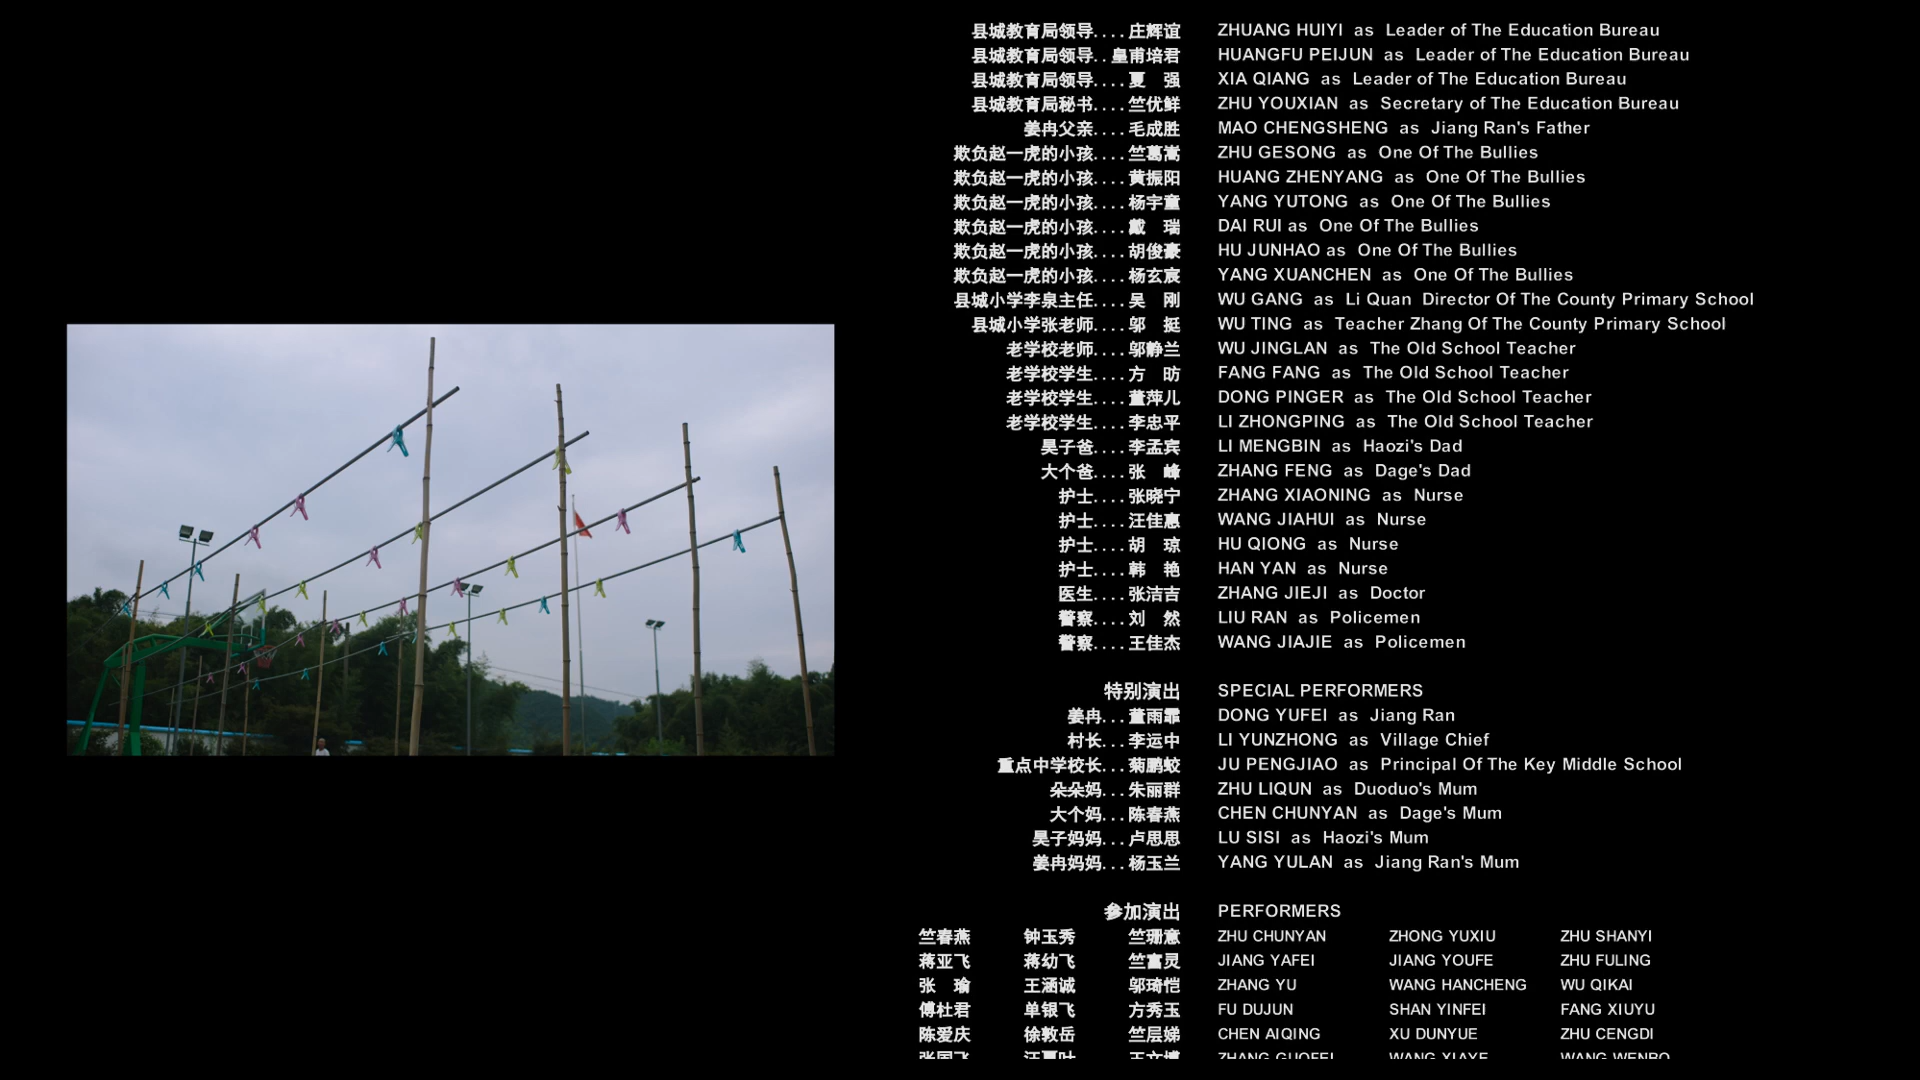 县城教育局领导....庄辉谊 ZHUANG HUIYI as Leader of The Education Bureau
县城教育局领导..皇甫培君 HUANGFU PEIJUN as Leader of The Education Bureau
县城教育局领导....夏 强 XIA QIANG as Leader of The Education Bureau
县城教育局秘书....竺优鲜 ZHU YOUXIAN as Secretary of The Education Bureau
姜冉父亲....毛成胜 MAO CHENGSHENG as Jiang Ran's Father
欺负赵一虎的小孩....竺葛嵩 ZHU GESONG as One Of The Bullies
欺负赵一虎的小孩....黄振阳 HUANG ZHENYANG as One Of The Bullies
欺负赵一虎的小孩....杨宇童 YANG YUTONG as One Of The Bullies
欺负赵一虎的小孩....戴 瑞 DAI RUI as One Of The Bullies
欺负赵一虎的小孩....胡俊豪 HU JUNHAO as One Of The Bullies
欺负赵一虎的小孩....杨玄宸 YANG XUANCHEN as One Of The Bullies
县城小学李泉主任....吴 刚 WU GANG as Li Quan Director Of The County Primary School
县城小学张老师....邬 挺 WU TING as Teacher Zhang Of The County Primary School
老学校老师....邬静兰 WU JINGLAN as The Old School Teacher
老学校学生....方 昉 FANG FANG as The Old School Teacher
老学校学生....董萍儿 DONG PINGER as The Old School Teacher
老学校学生....李忠平 LI ZHONGPING as The Old School Teacher
昊子爸....李孟宾 LI MENGBIN as Haozi's Dad
大个爸....张 峰 ZHANG FENG as Dage's Dad
护士....张晓宁 ZHANG XIAONING as Nurse
护士....汪佳惠 WANG JIAHUI as Nurse
护士....胡 琼 HU QIONG as Nurse
护士....韩 艳 HAN YAN as Nurse
医生....张洁吉 ZHANG JIEJI as Doctor
警察....刘 然 LIU RAN as Policemen
警察....王佳杰 WANG JIAJIE as Policemen
特别演出 SPECIAL PERFORMERS
姜冉...董雨霏 DONG YUFEI as Jiang Ran
村长...李运中 LI YUNZHONG as Village Chief
重点中学校长...菊鹏蛟 JU PENGJIAO as Principal Of The Key Middle School
朵朵妈...朱丽群 ZHU LIQUN as Duoduo's Mum
大个妈...陈春燕 CHEN CHUNYAN as Dage's Mum
昊子妈妈...卢思思 LU SISI as Haozi's Mum
姜冉妈妈...杨玉兰 YANG YULAN as Jiang Ran's Mum
参加演出 PERFORMERS
竺春燕 钟玉秀 竺珊意 ZHU CHUNYAN ZHONG YUXIU ZHU SHANYI
蒋亚飞 蒋幼飞 竺富灵 JIANG YAFEI JIANG YOUFE ZHU FULING
张 瑜 王涵诚 邬琦恺 ZHANG YU WANG HANCHENG WU QIKAI
傅杜君 单银飞 方秀玉 FU DUJUN SHAN YINFEI FANG XIUYU
陈爱庆 徐敦岳 竺层娣 CHEN AIQING XU DUNYUE ZHU CENGDI
张国飞 汪夏叶 王文博 ZHANG GUOFEI WANG XIAYE WANG WENBO